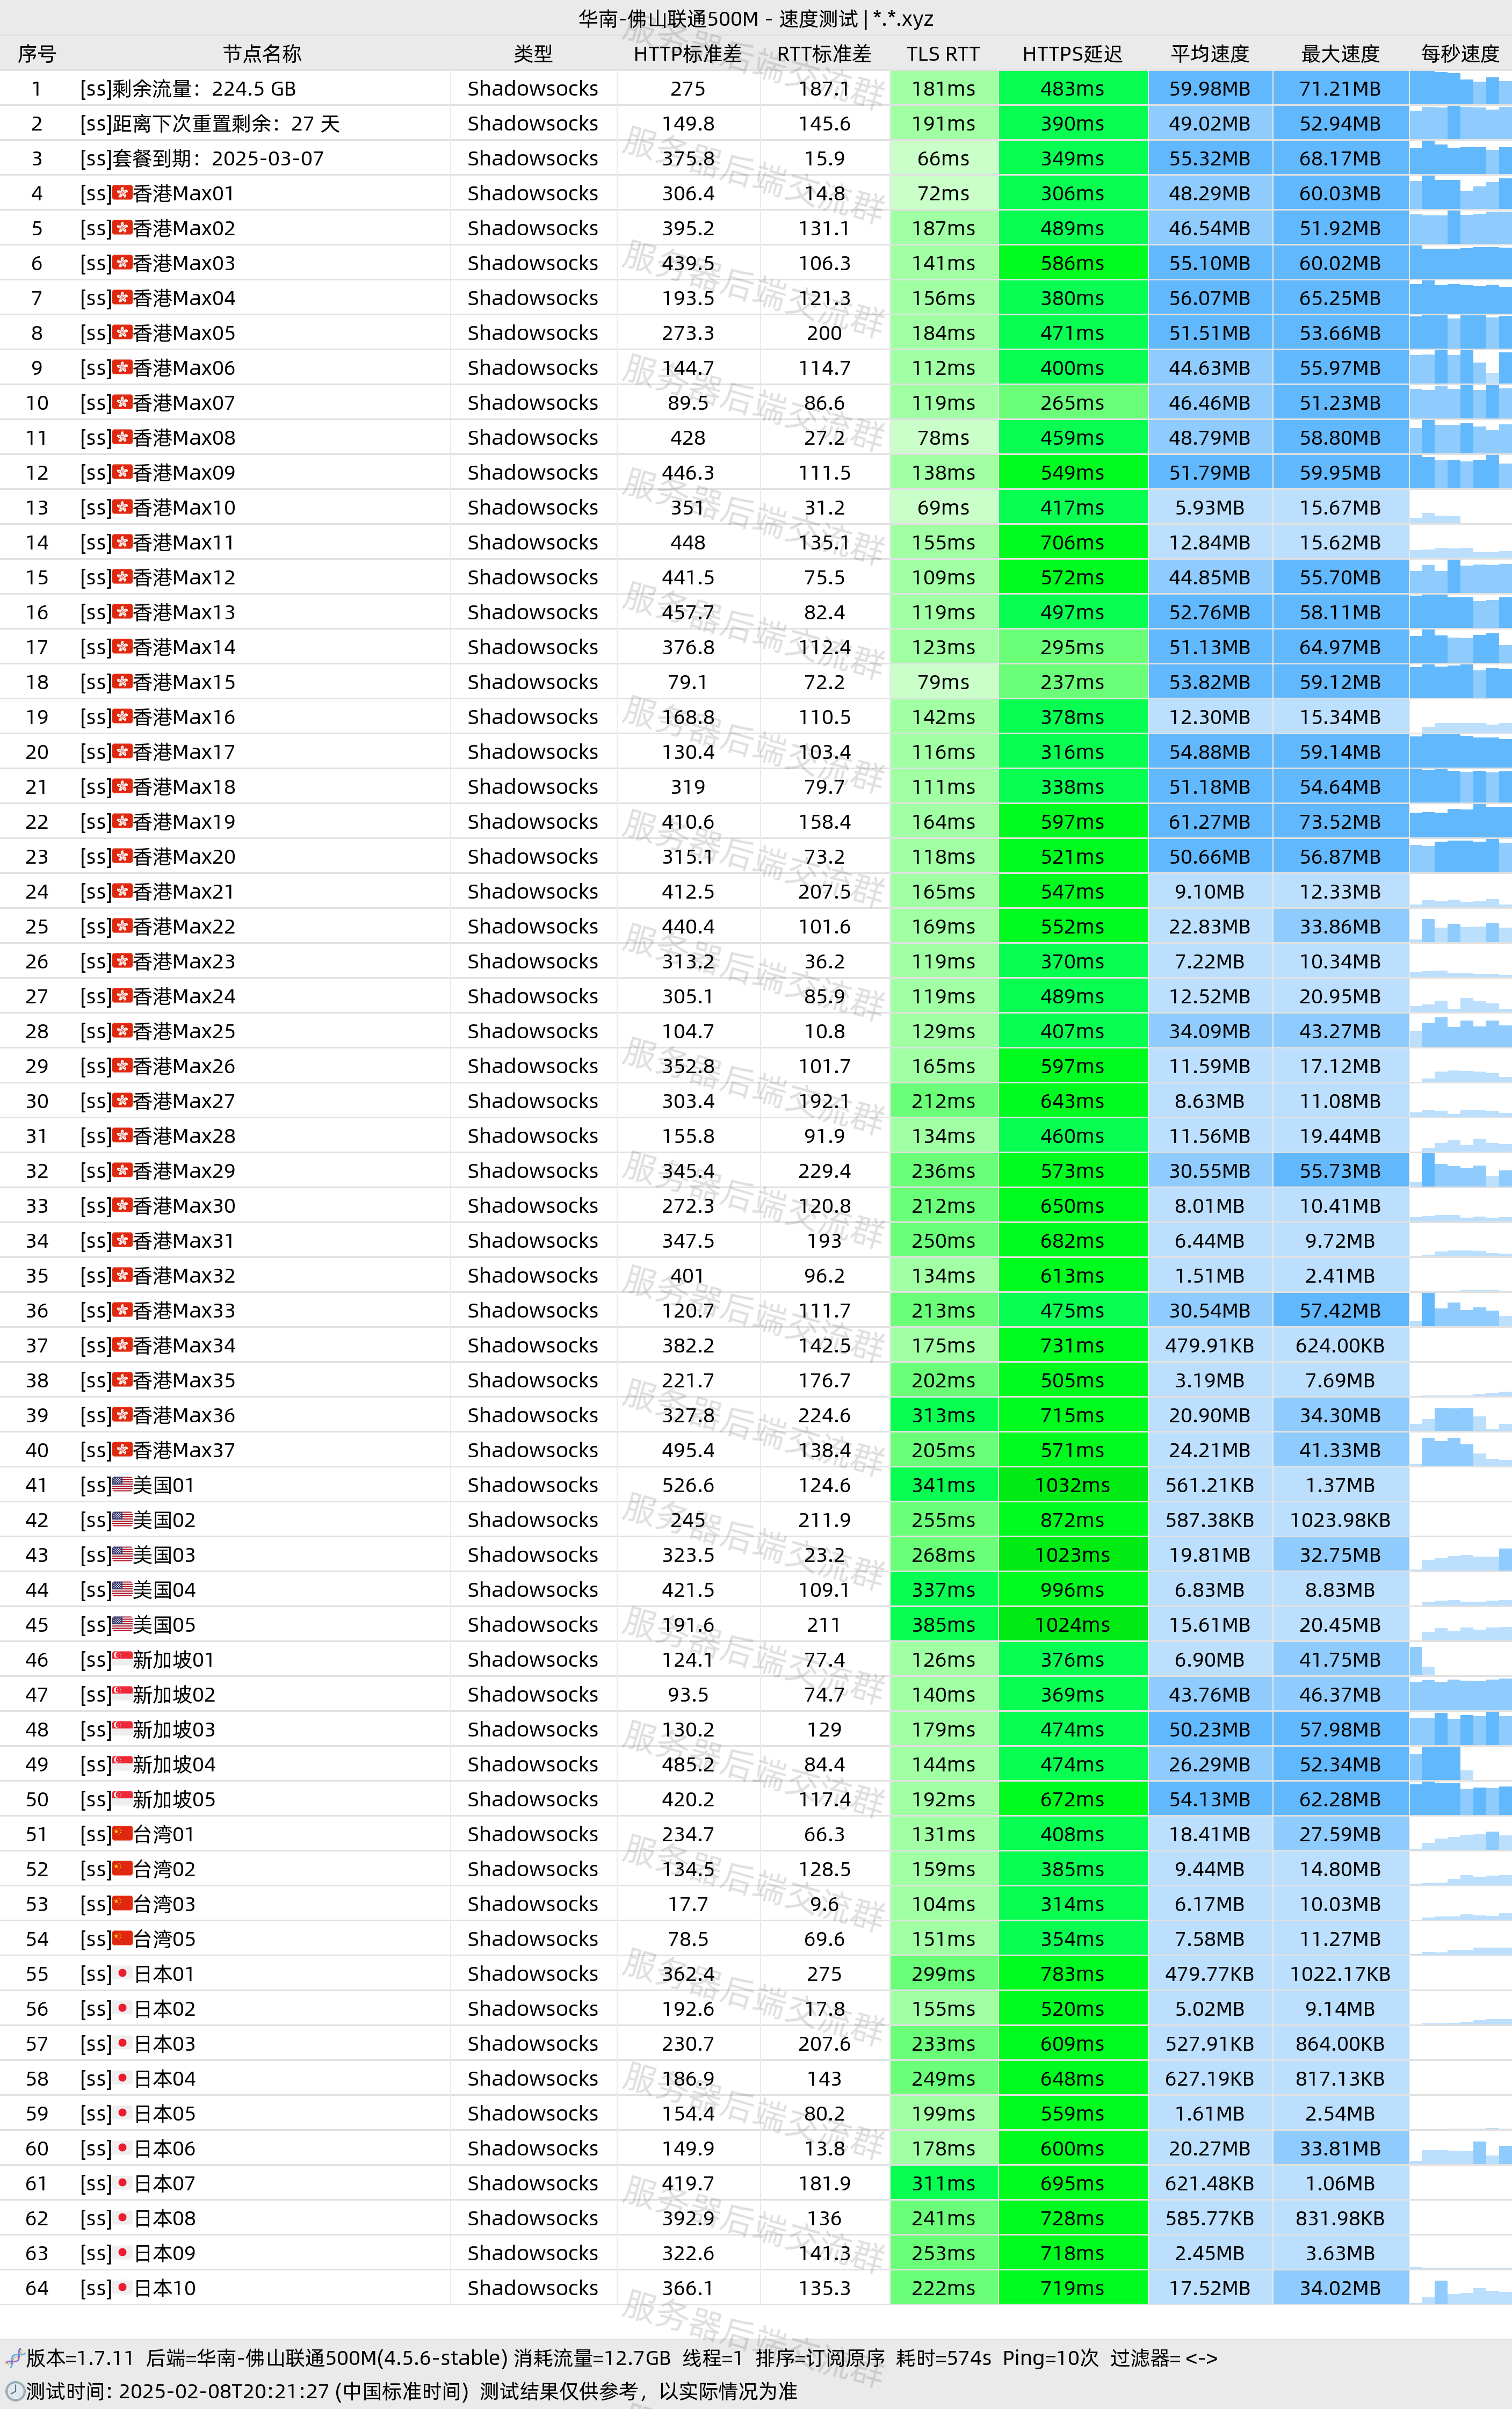 华南-佛山联通500M - 速度测试 | *.*.xyz
序号 节点名称 类型 HTTP标准差 RTT标准差 TLS RTT HTTPS延迟 平均速度 最大速度 每秒速度
1 [ss]剩余流量：224.5 GB Shadowsocks 275 187.1 181ms 483ms 59.98MB 71.21MB
2 [ss]距离下次重置剩余：27 天 Shadowsocks 149.8 145.6 191ms 390ms 49.02MB 52.94MB
3 [ss]套餐到期：2025-03-07 Shadowsocks 375.8 15.9 66ms 349ms 55.32MB 68.17MB
4 [ss]香港Max01 Shadowsocks 306.4 14.8 72ms 306ms 48.29MB 60.03MB
5 [ss]香港Max02 Shadowsocks 395.2 131.1 187ms 489ms 46.54MB 51.92MB
6 [ss]香港Max03 Shadowsocks 439.5 106.3 141ms 586ms 55.10MB 60.02MB
7 [ss]香港Max04 Shadowsocks 193.5 121.3 156ms 380ms 56.07MB 65.25MB
8 [ss]香港Max05 Shadowsocks 273.3 200 184ms 471ms 51.51MB 53.66MB
9 [ss]香港Max06 Shadowsocks 144.7 114.7 112ms 400ms 44.63MB 55.97MB
10 [ss]香港Max07 Shadowsocks 89.5 86.6 119ms 265ms 46.46MB 51.23MB
11 [ss]香港Max08 Shadowsocks 428 27.2 78ms 459ms 48.79MB 58.80MB
12 [ss]香港Max09 Shadowsocks 446.3 111.5 138ms 549ms 51.79MB 59.95MB
13 [ss]香港Max10 Shadowsocks 351 31.2 69ms 417ms 5.93MB 15.67MB
14 [ss]香港Max11 Shadowsocks 448 135.1 155ms 706ms 12.84MB 15.62MB
15 [ss]香港Max12 Shadowsocks 441.5 75.5 109ms 572ms 44.85MB 55.70MB
16 [ss]香港Max13 Shadowsocks 457.7 82.4 119ms 497ms 52.76MB 58.11MB
17 [ss]香港Max14 Shadowsocks 376.8 112.4 123ms 295ms 51.13MB 64.97MB
18 [ss]香港Max15 Shadowsocks 79.1 72.2 79ms 237ms 53.82MB 59.12MB
19 [ss]香港Max16 Shadowsocks 168.8 110.5 142ms 378ms 12.30MB 15.34MB
20 [ss]香港Max17 Shadowsocks 130.4 103.4 116ms 316ms 54.88MB 59.14MB
21 [ss]香港Max18 Shadowsocks 319 79.7 111ms 338ms 51.18MB 54.64MB
22 [ss]香港Max19 Shadowsocks 410.6 158.4 164ms 597ms 61.27MB 73.52MB
23 [ss]香港Max20 Shadowsocks 315.1 73.2 118ms 521ms 50.66MB 56.87MB
24 [ss]香港Max21 Shadowsocks 412.5 207.5 165ms 547ms 9.10MB 12.33MB
25 [ss]香港Max22 Shadowsocks 440.4 101.6 169ms 552ms 22.83MB 33.86MB
26 [ss]香港Max23 Shadowsocks 313.2 36.2 119ms 370ms 7.22MB 10.34MB
27 [ss]香港Max24 Shadowsocks 305.1 85.9 119ms 489ms 12.52MB 20.95MB
28 [ss]香港Max25 Shadowsocks 104.7 10.8 129ms 407ms 34.09MB 43.27MB
29 [ss]香港Max26 Shadowsocks 352.8 101.7 165ms 597ms 11.59MB 17.12MB
30 [ss]香港Max27 Shadowsocks 303.4 192.1 212ms 643ms 8.63MB 11.08MB
31 [ss]香港Max28 Shadowsocks 155.8 91.9 134ms 460ms 11.56MB 19.44MB
32 [ss]香港Max29 Shadowsocks 345.4 229.4 236ms 573ms 30.55MB 55.73MB
33 [ss]香港Max30 Shadowsocks 272.3 120.8 212ms 650ms 8.01MB 10.41MB
34 [ss]香港Max31 Shadowsocks 347.5 193 250ms 682ms 6.44MB 9.72MB
35 [ss]香港Max32 Shadowsocks 401 96.2 134ms 613ms 1.51MB 2.41MB
36 [ss]香港Max33 Shadowsocks 120.7 111.7 213ms 475ms 30.54MB 57.42MB
37 [ss]香港Max34 Shadowsocks 382.2 142.5 175ms 731ms 479.91KB 624.00KB
38 [ss]香港Max35 Shadowsocks 221.7 176.7 202ms 505ms 3.19MB 7.69MB
39 [ss]香港Max36 Shadowsocks 327.8 224.6 313ms 715ms 20.90MB 34.30MB
40 [ss]香港Max37 Shadowsocks 495.4 138.4 205ms 571ms 24.21MB 41.33MB
41 [ss]美国01 Shadowsocks 526.6 124.6 341ms 1032ms 561.21KB 1.37MB
42 [ss]美国02 Shadowsocks 245 211.9 255ms 872ms 587.38KB 1023.98KB
43 [ss]美国03 Shadowsocks 323.5 23.2 268ms 1023ms 19.81MB 32.75MB
44 [ss]美国04 Shadowsocks 421.5 109.1 337ms 996ms 6.83MB 8.83MB
45 [ss]美国05 Shadowsocks 191.6 211 385ms 1024ms 15.61MB 20.45MB
46 [ss]新加坡01 Shadowsocks 124.1 77.4 126ms 376ms 6.90MB 41.75MB
47 [ss]新加坡02 Shadowsocks 93.5 74.7 140ms 369ms 43.76MB 46.37MB
48 [ss]新加坡03 Shadowsocks 130.2 129 179ms 474ms 50.23MB 57.98MB
49 [ss]新加坡04 Shadowsocks 485.2 84.4 144ms 474ms 26.29MB 52.34MB
50 [ss]新加坡05 Shadowsocks 420.2 117.4 192ms 672ms 54.13MB 62.28MB
51 [ss]台湾01 Shadowsocks 234.7 66.3 131ms 408ms 18.41MB 27.59MB
52 [ss]台湾02 Shadowsocks 134.5 128.5 159ms 385ms 9.44MB 14.80MB
53 [ss]台湾03 Shadowsocks 17.7 9.6 104ms 314ms 6.17MB 10.03MB
54 [ss]台湾05 Shadowsocks 78.5 69.6 151ms 354ms 7.58MB 11.27MB
55 [ss]日本01 Shadowsocks 362.4 275 299ms 783ms 479.77KB 1022.17KB
56 [ss]日本02 Shadowsocks 192.6 17.8 155ms 520ms 5.02MB 9.14MB
57 [ss]日本03 Shadowsocks 230.7 207.6 233ms 609ms 527.91KB 864.00KB
58 [ss]日本04 Shadowsocks 186.9 143 249ms 648ms 627.19KB 817.13KB
59 [ss]日本05 Shadowsocks 154.4 80.2 199ms 559ms 1.61MB 2.54MB
60 [ss]日本06 Shadowsocks 149.9 13.8 178ms 600ms 20.27MB 33.81MB
61 [ss]日本07 Shadowsocks 419.7 181.9 311ms 695ms 621.48KB 1.06MB
62 [ss]日本08 Shadowsocks 392.9 136 241ms 728ms 585.77KB 831.98KB
63 [ss]日本09 Shadowsocks 322.6 141.3 253ms 718ms 2.45MB 3.63MB
64 [ss]日本10 Shadowsocks 366.1 135.3 222ms 719ms 17.52MB 34.02MB
版本=1.7.11 后端=华南-佛山联通500M(4.5.6-stable) 消耗流量=12.7GB 线程=1 排序=订阅原序 耗时=574s Ping=10次 过滤器= <->
测试时间: 2025-02-08T20:21:27 (中国标准时间) 测试结果仅供参考，以实际情况为准
服务器后端交流群